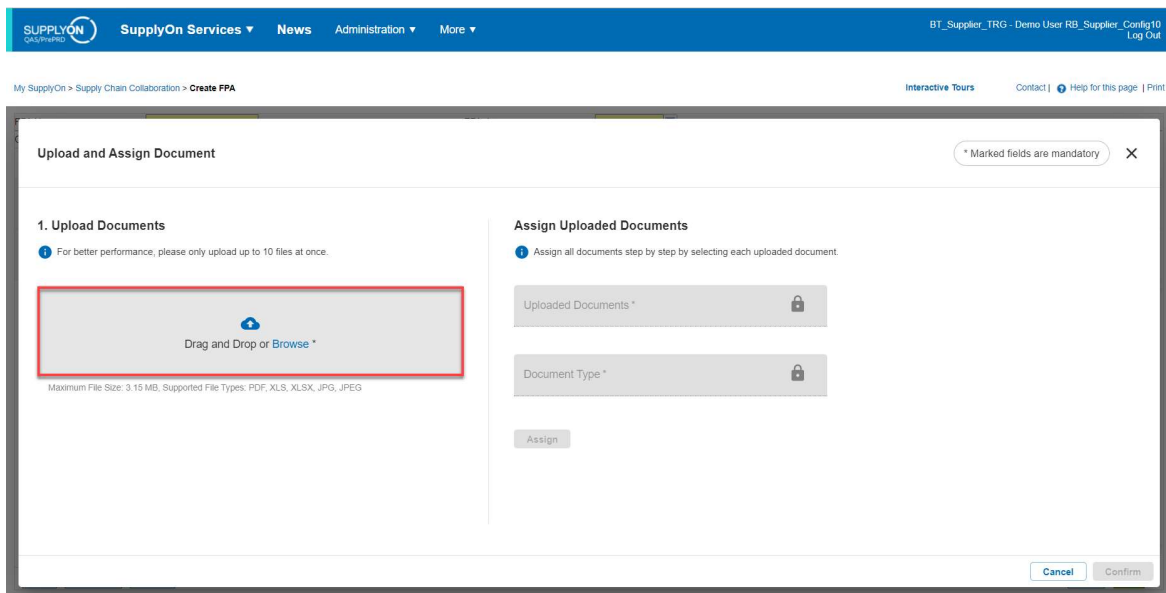 SUPPLYON
QAS/PrePRD
SupplyOn Services ▼ News Administration ▼ More ▼
BT_Supplier_TRG - Demo User RB_Supplier_Config10
Log Out
My SupplyOn > Supply Chain Collaboration > Create FPA
Interactive Tours Contact | Help for this page | Print
Upload and Assign Document
* Marked fields are mandatory
1. Upload Documents
For better performance, please only upload up to 10 files at once.
Drag and Drop or Browse *
Maximum File Size: 3.15 MB, Supported File Types: PDF, XLS, XLSX, JPG, JPEG
Assign Uploaded Documents
Assign all documents step by step by selecting each uploaded document.
Uploaded Documents *
Document Type *
Assign
Cancel Confirm